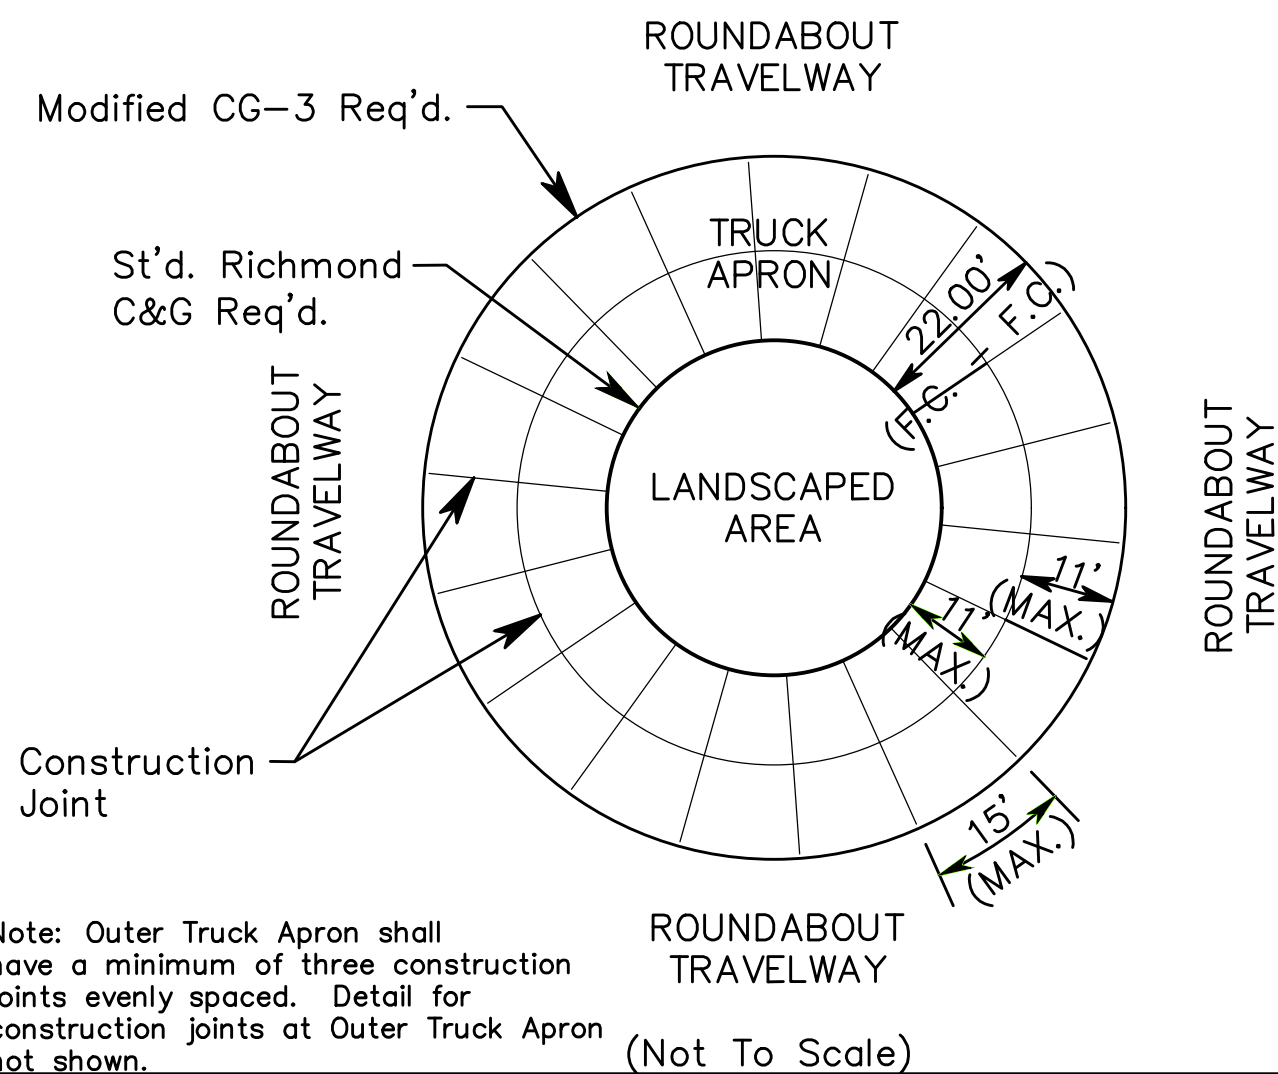 ROUNDABOUT
TRAVELWAY
Modified CG-3 Req'd.
TRUCK
APRON
St'd. Richmond
C&G Req'd.
22.00'
(F.C. - F.C.)
ROUNDABOUT
TRAVELWAY
LANDSCAPED
AREA
ROUNDABOUT
TRAVELWAY
11'
(MAX.)
11'
(MAX.)
Construction
Joint
15'
(MAX.)
ROUNDABOUT
TRAVELWAY
Note: Outer Truck Apron shall
have a minimum of three construction
joints evenly spaced. Detail for
construction joints at Outer Truck Apron
not shown.
(Not To Scale)